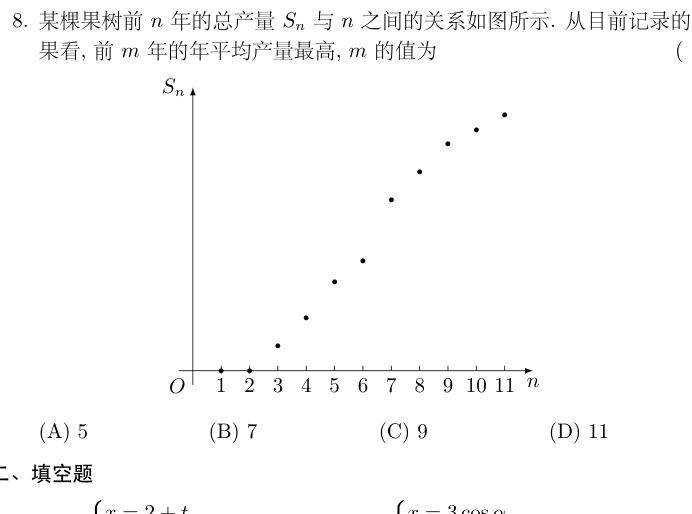 8. 某棵果树前 n 年的总产量 Sₙ 与 n 之间的关系如图所示. 从目前记录的
果看, 前 m 年的年平均产量最高, m 的值为 (
Sₙ
O 1 2 3 4 5 6 7 8 9 10 11 n
(A) 5 (B) 7 (C) 9 (D) 11
二、填空题
{ x = 2 + t { x = 3 cos α